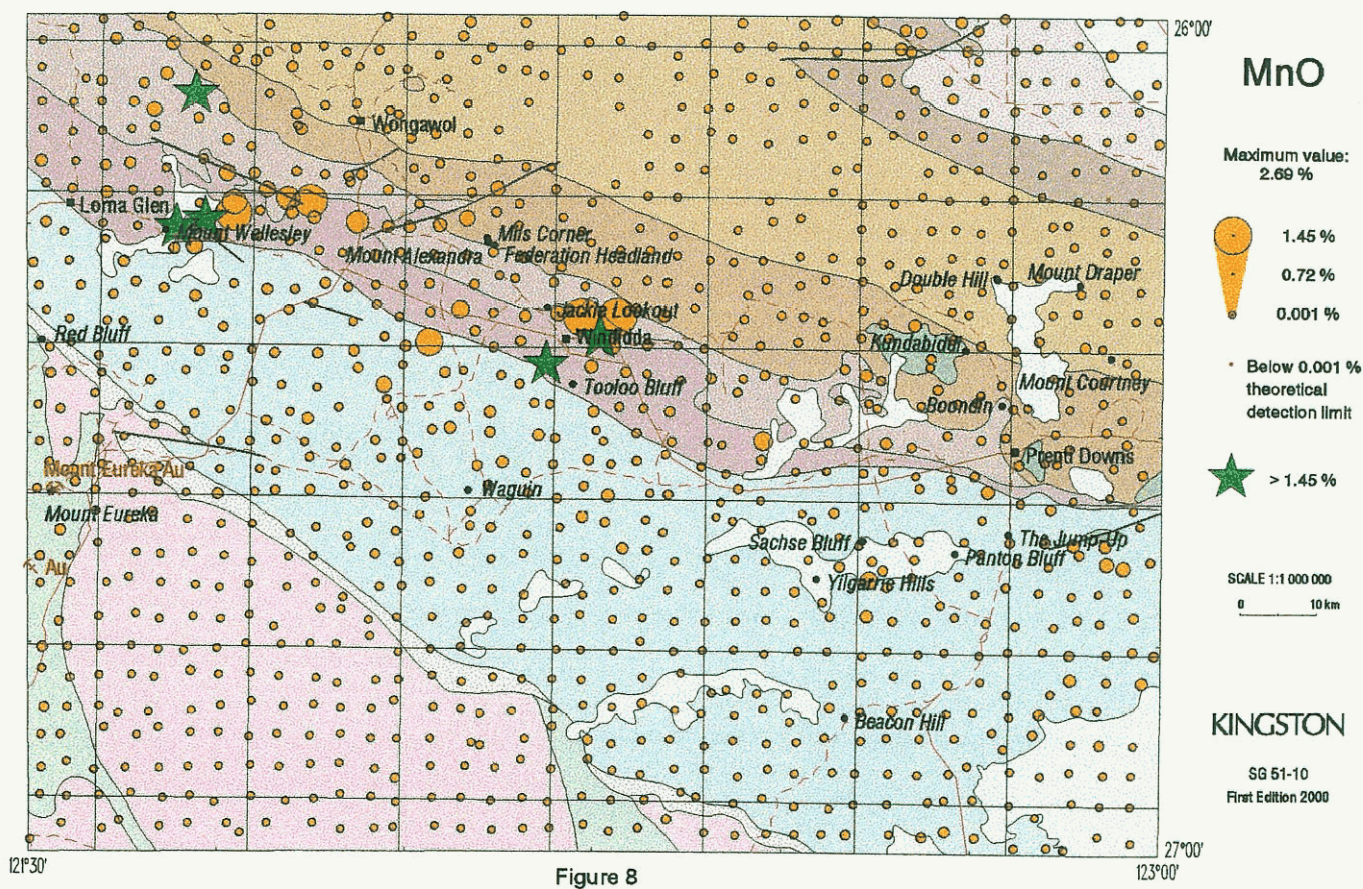 26°00'
MnO
Maximum value:
2.69 %
1.45 %
0.72 %
0.001 %
Below 0.001 %
theoretical
detection limit
> 1.45 %
SCALE 1:1 000 000
0 10 km
KINGSTON
SG 51-10
First Edition 2000
Wongawol
Lorna Glen
Mount Wellesley
Mils Corner
Mount Alexandra
Federation Headland
Double Hill
Mount Draper
Jackie Lookout
Red Bluff
Windidda
Kundabidul
Mount Courtney
Tooloo Bluff
Boondin
Prenti Downs
Mount Eureka Au
Waguin
Mount Eureka
Sachse Bluff
The Jump-Up
Panton Bluff
Au
Yilgarrie Hills
Beacon Hill
121°30'
27°00'
123°00'
Figure 8